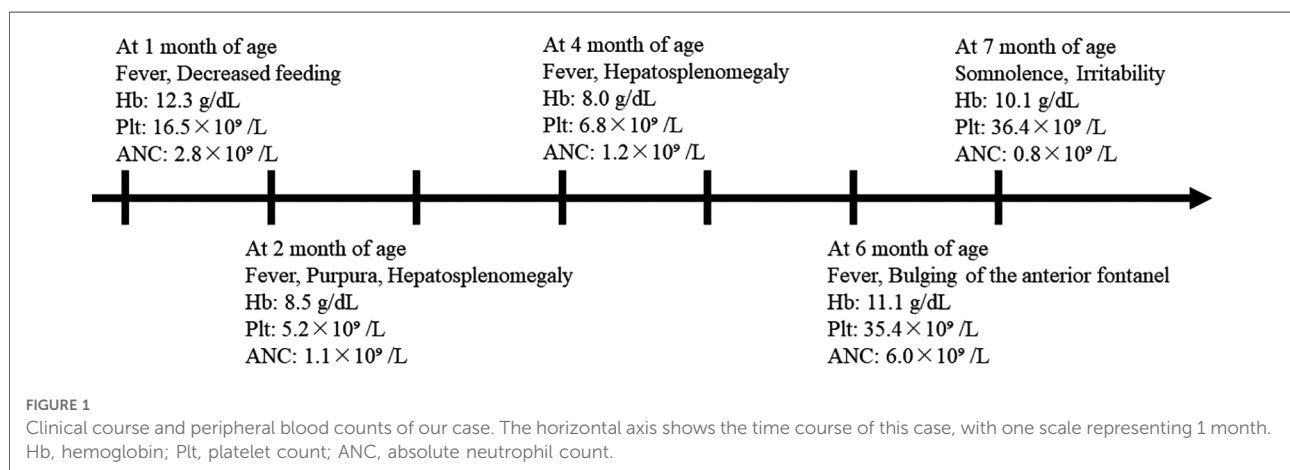 At 1 month of age
Fever, Decreased feeding
Hb: 12.3 g/dL
Plt: 16.5×10⁹ /L
ANC: 2.8×10⁹ /L
At 4 month of age
Fever, Hepatosplenomegaly
Hb: 8.0 g/dL
Plt: 6.8×10⁹ /L
ANC: 1.2×10⁹ /L
At 7 month of age
Somnolence, Irritability
Hb: 10.1 g/dL
Plt: 36.4×10⁹ /L
ANC: 0.8×10⁹ /L
At 2 month of age
Fever, Purpura, Hepatosplenomegaly
Hb: 8.5 g/dL
Plt: 5.2×10⁹ /L
ANC: 1.1×10⁹ /L
At 6 month of age
Fever, Bulging of the anterior fontanel
Hb: 11.1 g/dL
Plt: 35.4×10⁹ /L
ANC: 6.0×10⁹ /L
FIGURE 1
Clinical course and peripheral blood counts of our case. The horizontal axis shows the time course of this case, with one scale representing 1 month.
Hb, hemoglobin; Plt, platelet count; ANC, absolute neutrophil count.